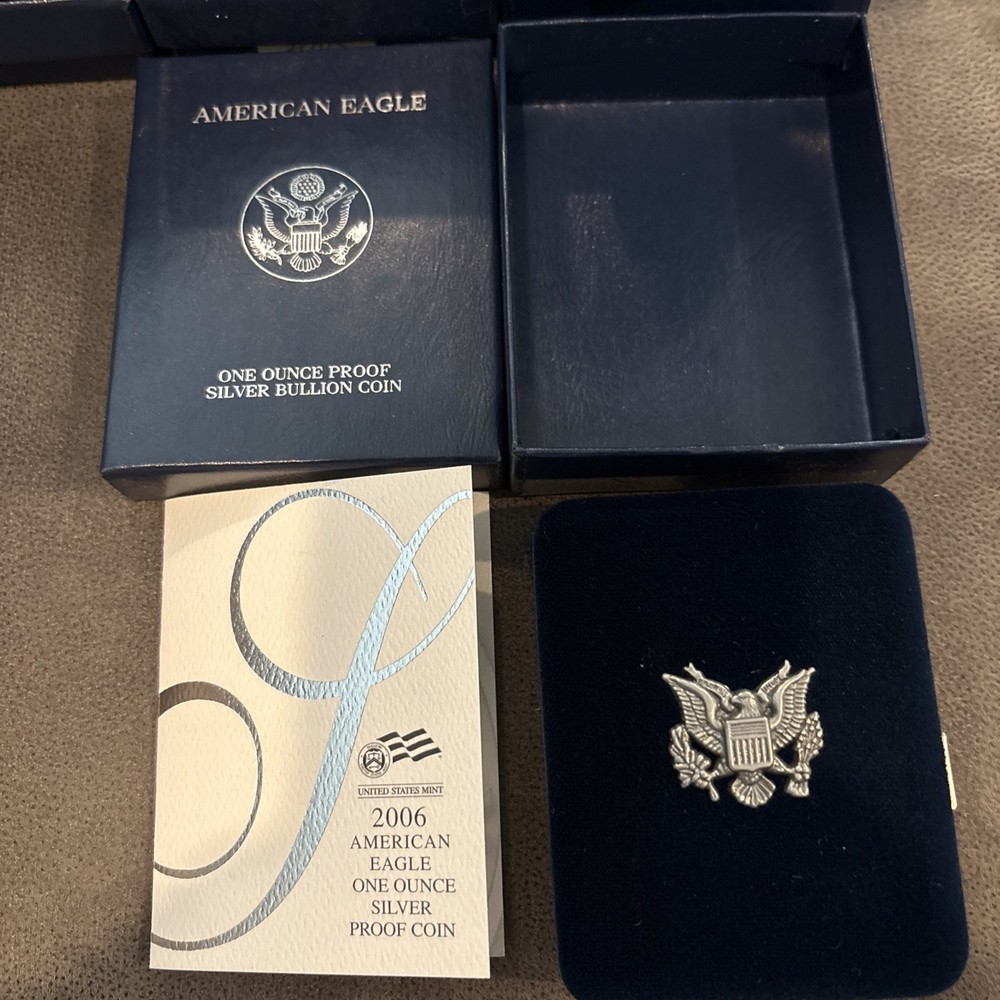 AMERICAN EAGLE
ONE OUNCE PROOF
SILVER BULLION COIN
UNITED STATES MINT
2006
AMERICAN
EAGLE
ONE OUNCE
SILVER
PROOF COIN